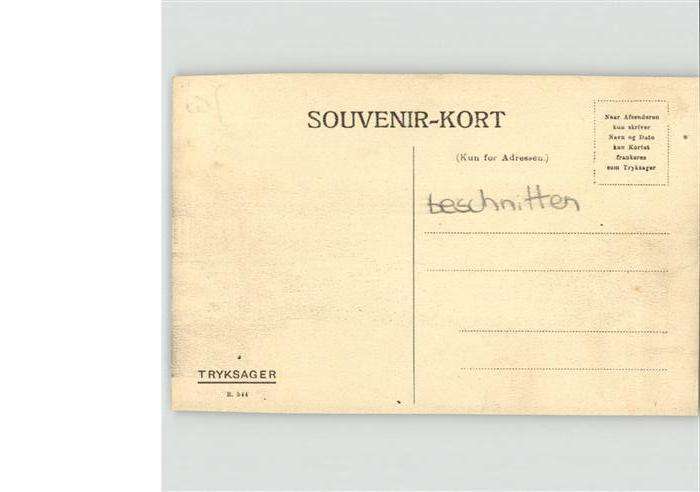 SOUVENIR-KORT
Naar Afsenderen
kun skriver
Navn og Dato
kan Kortet
frankeres
som Tryksager
(Kun for Adressen.)
beschnitten
TRYKSAGER
R. 544